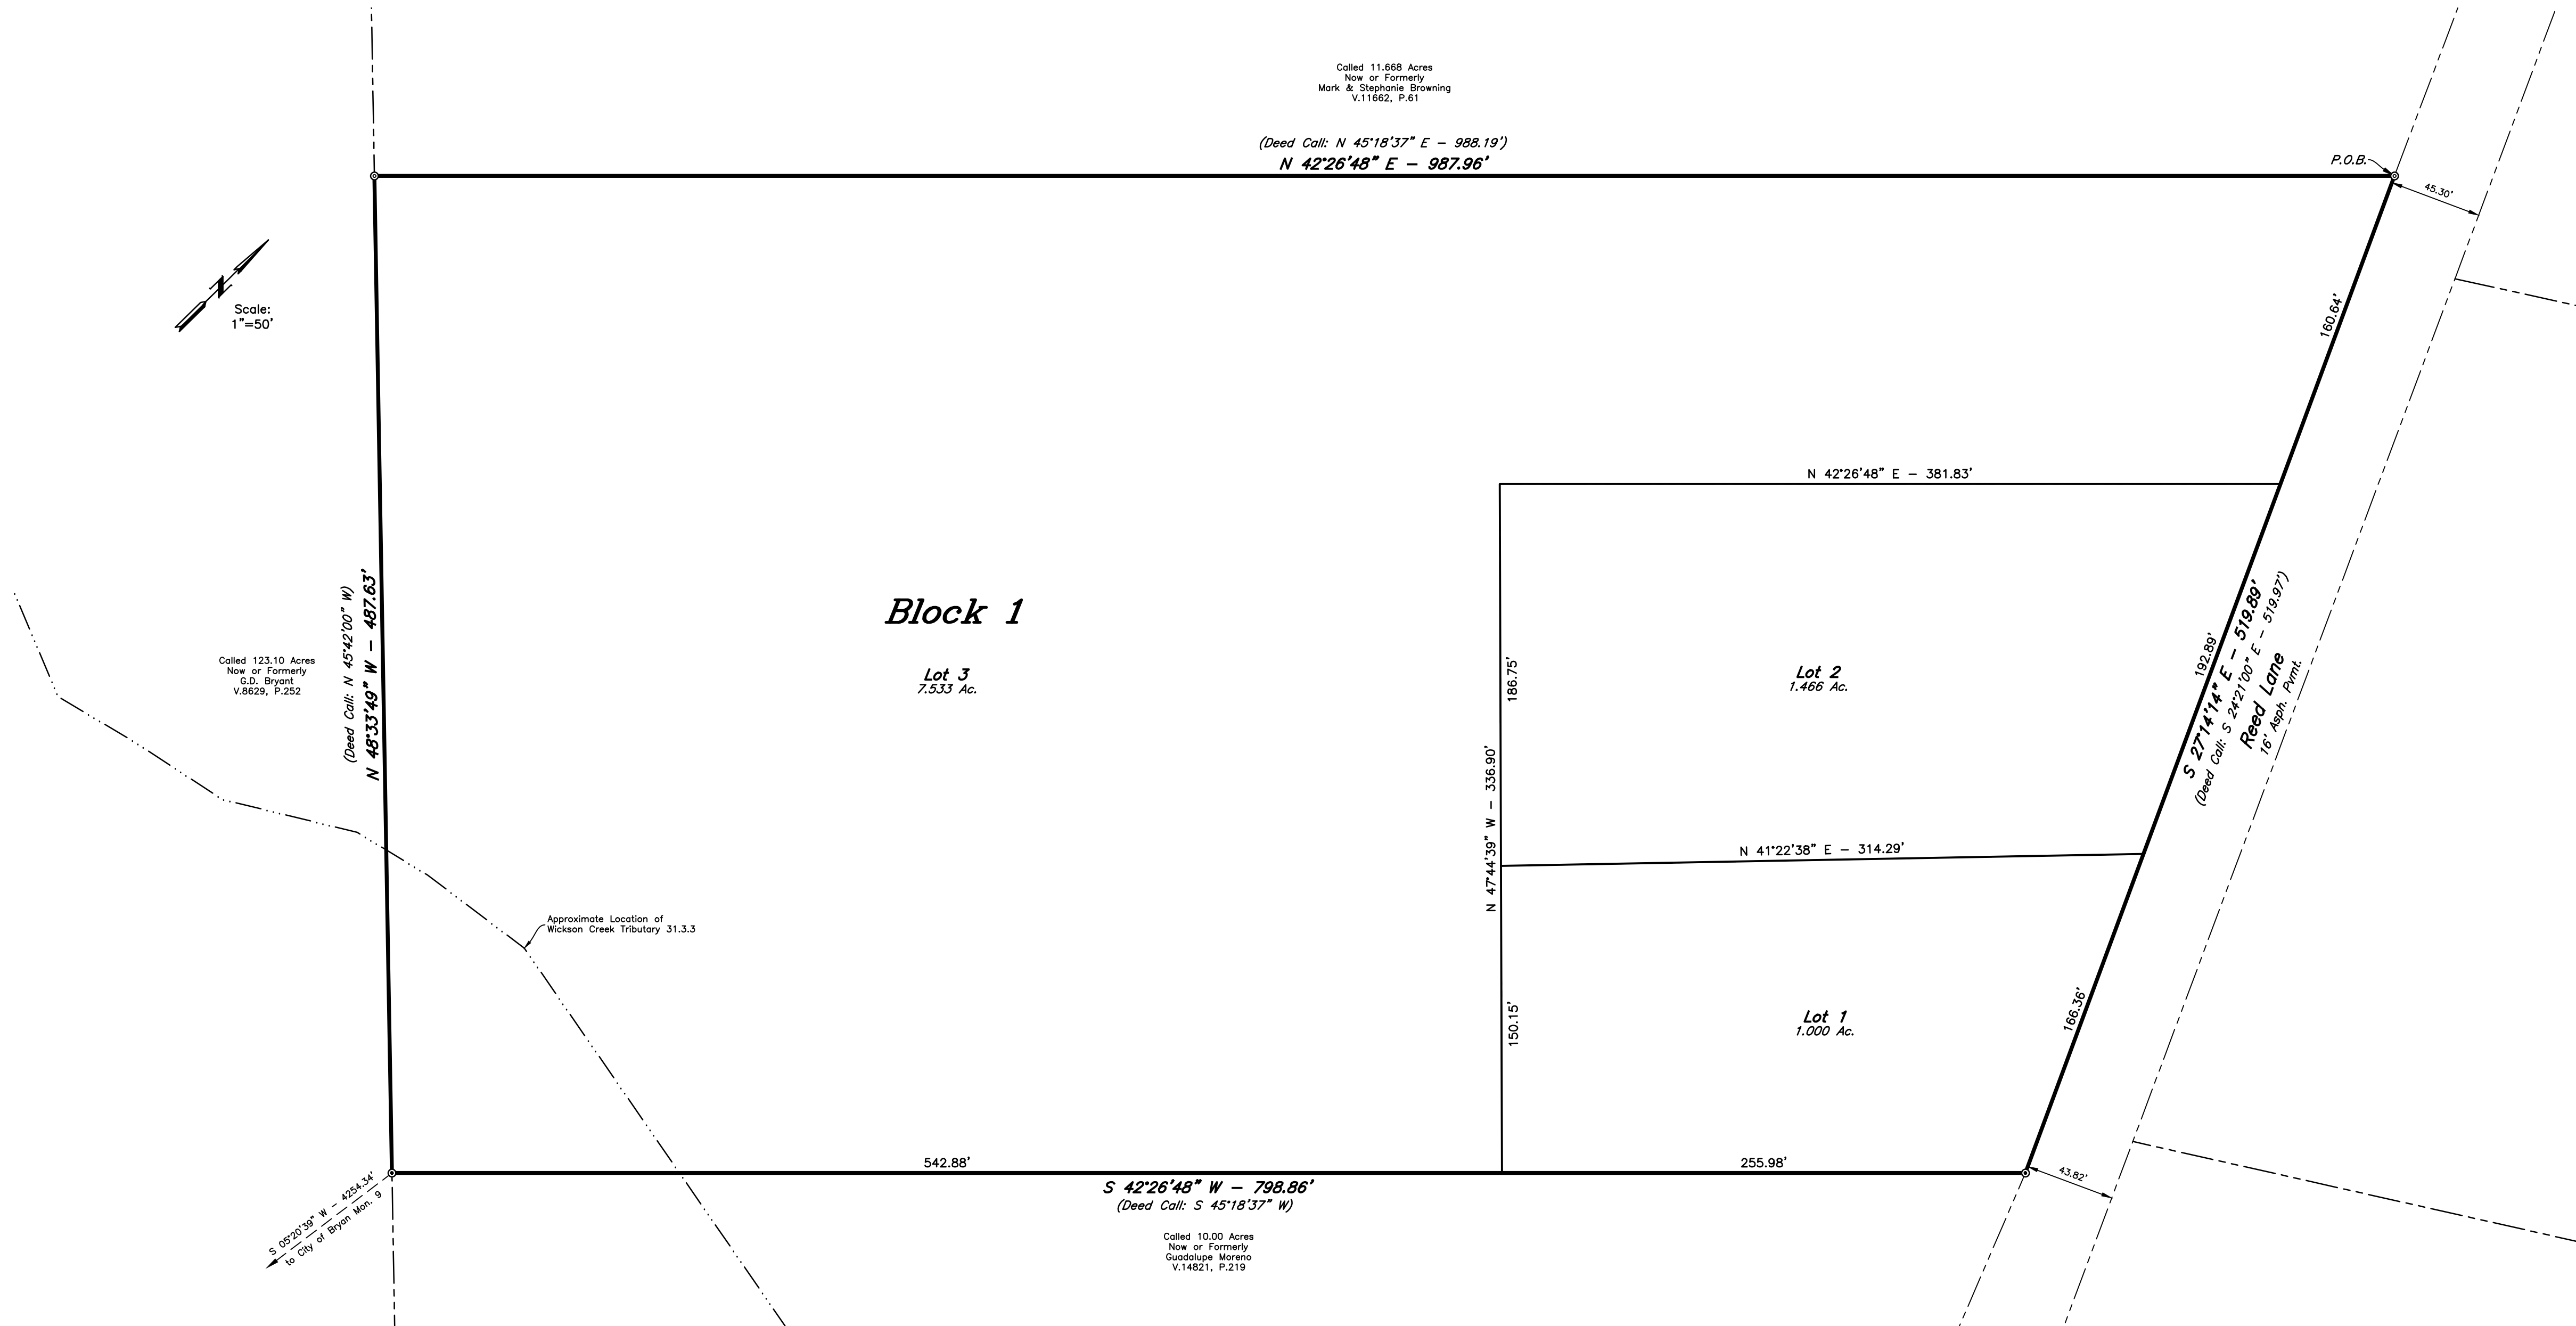 Called 11.668 Acres
Now or Formerly
Mark & Stephanie Browning
V.11662, P.61
(Deed Call: N 45°18'37" E - 988.19')
N 42°26'48" E - 987.96'
P.O.B.
45.30'
N
Scale:
1"=50'
160.64'
N 42°26'48" E - 381.83'
Block 1
Lot 3
7.533 Ac.
Lot 2
1.466 Ac.
186.75'
192.89'
S 27°14'14" E - 519.89'
(Deed Call: S 24°21'00" E - 519.97')
Reed Lane
16' Asph. Pvmt.
Called 123.10 Acres
Now or Formerly
G.D. Bryant
V.8629, P.252
(Deed Call: N 45°42'00" W)
N 48°33'49" W - 487.63'
N 47°44'39" W - 336.90'
N 41°22'38" E - 314.29'
Approximate Location of
Wickson Creek Tributary 31.3.3
Lot 1
1.000 Ac.
150.15'
166.36'
542.88'
255.98'
S 42°26'48" W - 798.86'
(Deed Call: S 45°18'37" W)
43.82'
S 05°20'39" W - 4254.34'
to City of Bryan Mon. 9
Called 10.00 Acres
Now or Formerly
Guadalupe Moreno
V.14821, P.219